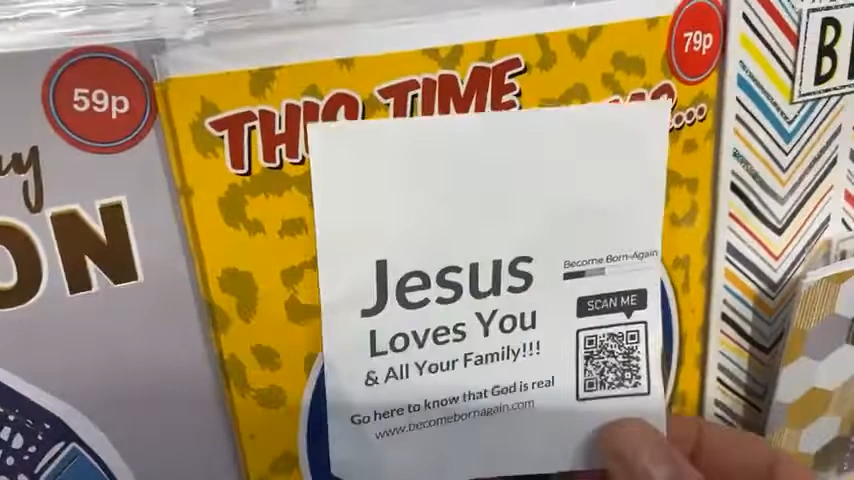 59p
79p
ON
THIS TIME
Jesus
Loves You
& All Your Family!!!
Go here to know that God is real
www.becomebornagain.com
Become Born-Again
SCAN ME